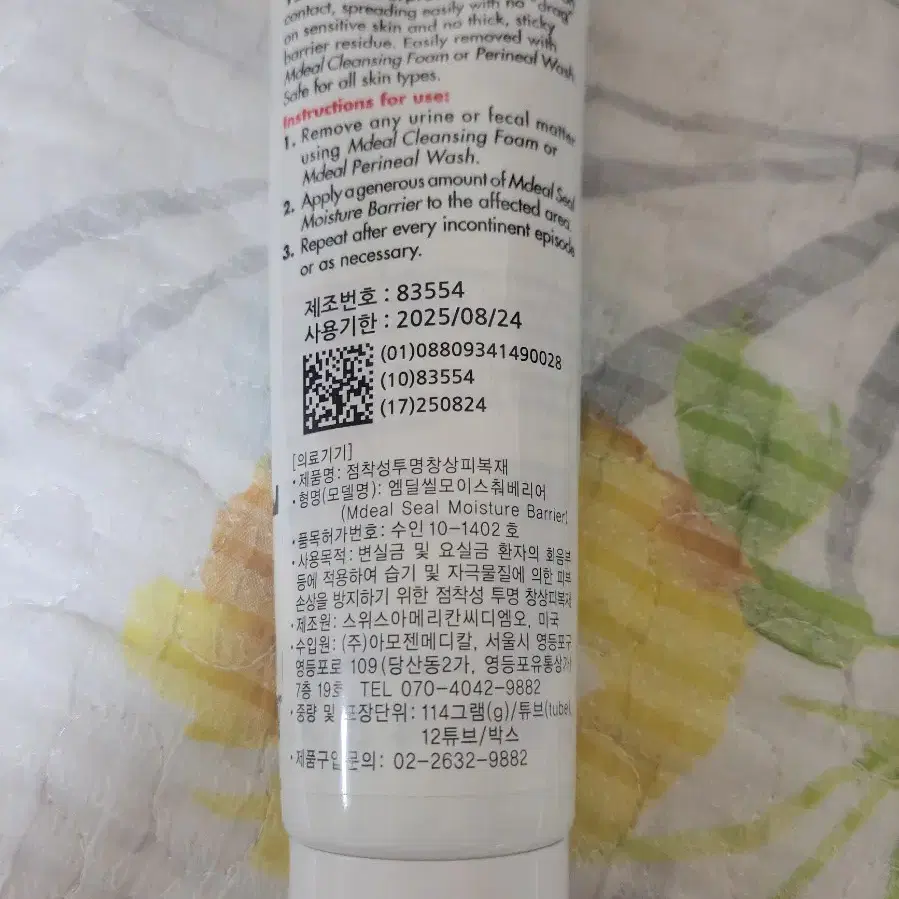 contact, spreading easily with no "drag"
on sensitive skin and no thick, sticky
barrier residue. Easily removed with
Mdeal Cleansing Foam or Perineal Wash
Safe for all skin types.
Instructions for use:
1. Remove any urine or fecal matter
using Mdeal Cleansing Foam or
Mdeal Perineal Wash.
2. Apply a generous amount of Mdeal Seal
Moisture Barrier to the affected area.
3. Repeat after every incontinent episode
or as necessary.
제조번호 : 83554
사용기한 : 2025/08/24
(01)08809341490028
(10)83554
(17)250824
[의료기기]
•제품명: 점착성투명창상피복재
•형명(모델명): 엠딜씰모이스춰베리어
(Mdeal Seal Moisture Barrier)
•품목허가번호: 수인 10-1402 호
•사용목적: 변실금 및 요실금 환자의 회음부
등에 적용하여 습기 및 자극물질에 의한 피부
손상을 방지하기 위한 점착성 투명 창상피복재
•제조원: 스위스아메리칸씨디엠오, 미국
•수입원: (주)아모젠메디칼, 서울시 영등포구
영등포로 109 (당산동2가, 영등포유통상가)
7층 19호 TEL 070-4042-9882
•중량 및 포장단위: 114그램(g)/튜브(tube),
12튜브/박스
•제품구입문의: 02-2632-9882